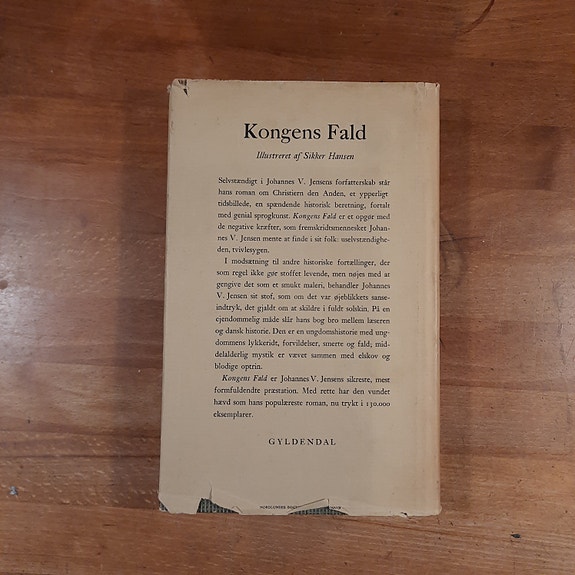 Kongens Fald
Illustreret af Sikker Hansen
Selvstændigt i Johannes V. Jensens forfatterskab står
hans roman om Christiern den Anden, et ypperligt
tidsbillede, en spændende historisk beretning, fortalt
med genial sprogkunst. Kongens Fald er et opgør med
de negative kræfter, som fremskridtsmennesket Johan-
nes V. Jensen mente at finde i sit folk: uselvstændighe-
den, tvivlesygen.
I modsætning til andre historiske fortællinger, der
som regel ikke gør stoffet levende, men nøjes med at
gengive det som et smukt maleri, behandler Johannes
V. Jensen sit stof, som om det var øjeblikkets sanse-
indtryk, det gjaldt om at skildre i fuldt solskin. På en
ejendommelig måde slår hans bog bro mellem læseren
og dansk historie. Den er en ungdomshistorie med ung-
dommens lykkeridt, forvildelser, smerte og fald, mid-
delalderlig mystik er vævet sammen med elskov og
blodige optrin.
Kongens Fald er Johannes V. Jensens sikreste, mest
formfuldendte præstation. Med rette har den vundet
hævd som hans populæreste roman, nu trykt i 130.000
eksemplarer.
GYLDENDAL
NORDLUNDES